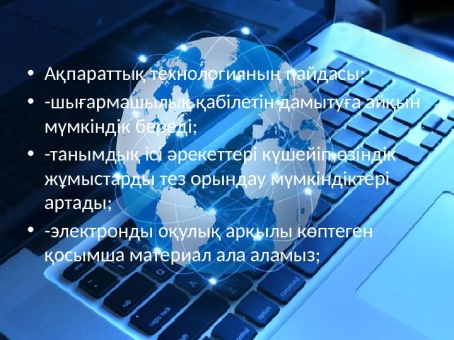 • Ақпараттық технологияның пайдасы:
• -шығармашылық қабілетін дамытуға айқын
мүмкіндік береді;
• -танымдық іс әрекеттері күшейіп,өзіндік
жұмыстарды тез орындау мүмкіндіктері
артады;
• -электронды оқулық арқылы көптеген
қосымша материал ала аламыз;